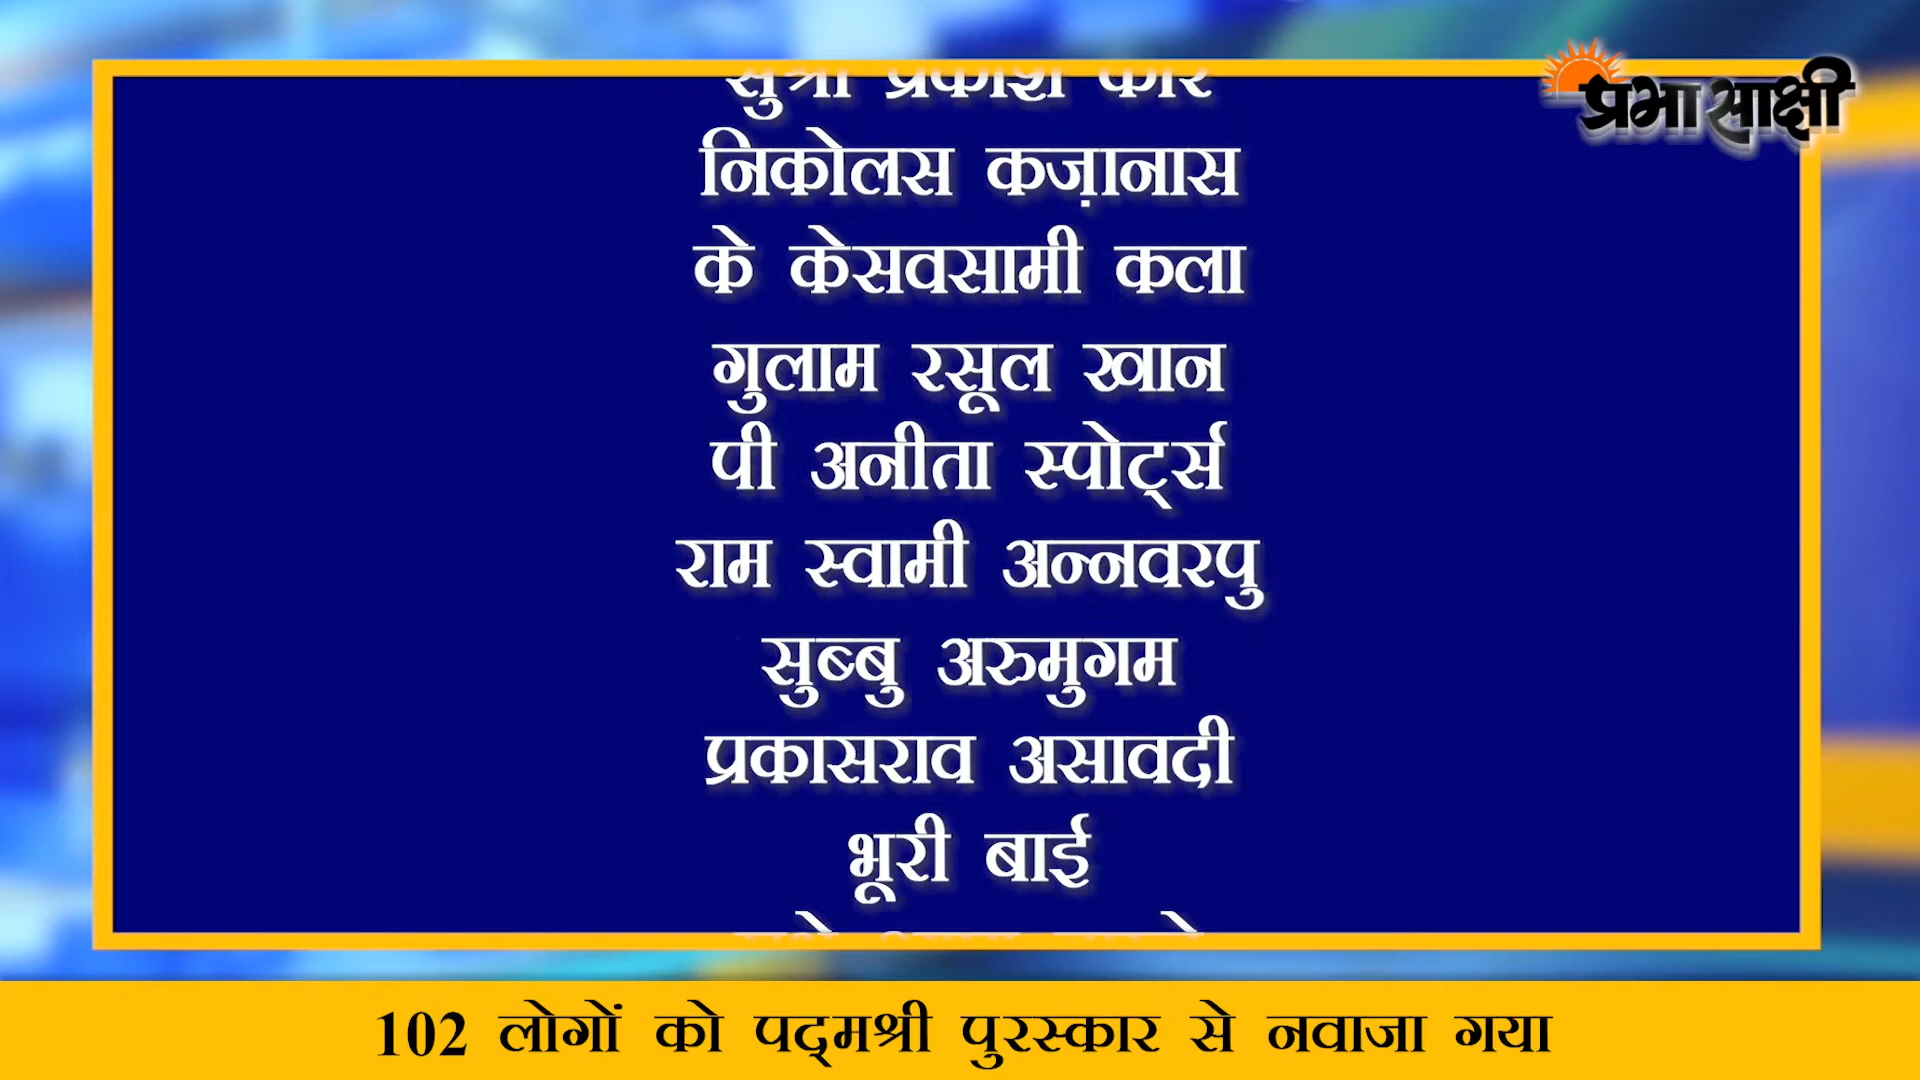 प्रभासाक्षी
सुश्री प्रकाश कौर
निकोलस कज़ानास
के केसवसामी कला
गुलाम रसूल खान
पी अनीता स्पोर्ट्स
राम स्वामी अन्नवरपु
सुब्बु अरुमुगम
प्रकासराव असावदी
भूरी बाई
102 लोगों को पद्मश्री पुरस्कार से नवाजा गया